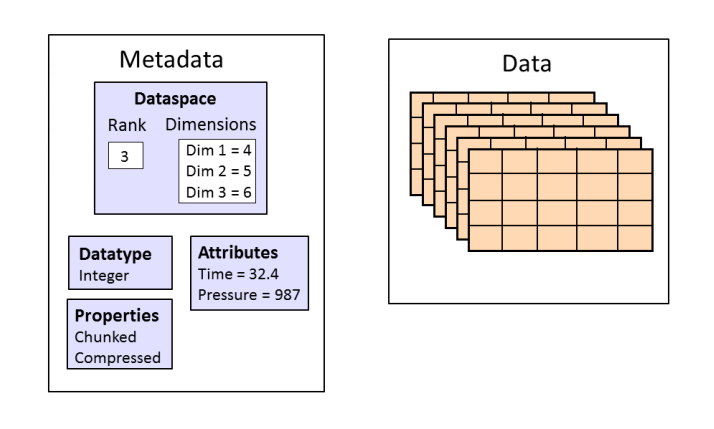 Metadata
Dataspace
Rank Dimensions
3
Dim 1 = 4
Dim 2 = 5
Dim 3 = 6
Datatype
Integer
Attributes
Time = 32.4
Pressure = 987
Properties
Chunked
Compressed
Data